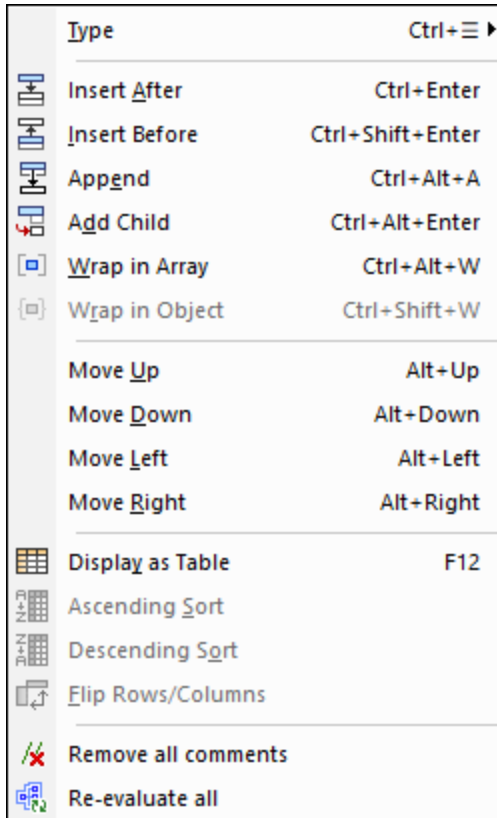 Type Ctrl+☰
Insert After Ctrl+Enter
Insert Before Ctrl+Shift+Enter
Append Ctrl+Alt+A
Add Child Ctrl+Alt+Enter
Wrap in Array Ctrl+Alt+W
Wrap in Object Ctrl+Shift+W
Move Up Alt+Up
Move Down Alt+Down
Move Left Alt+Left
Move Right Alt+Right
Display as Table F12
Ascending Sort
Descending Sort
Flip Rows/Columns
Remove all comments
Re-evaluate all